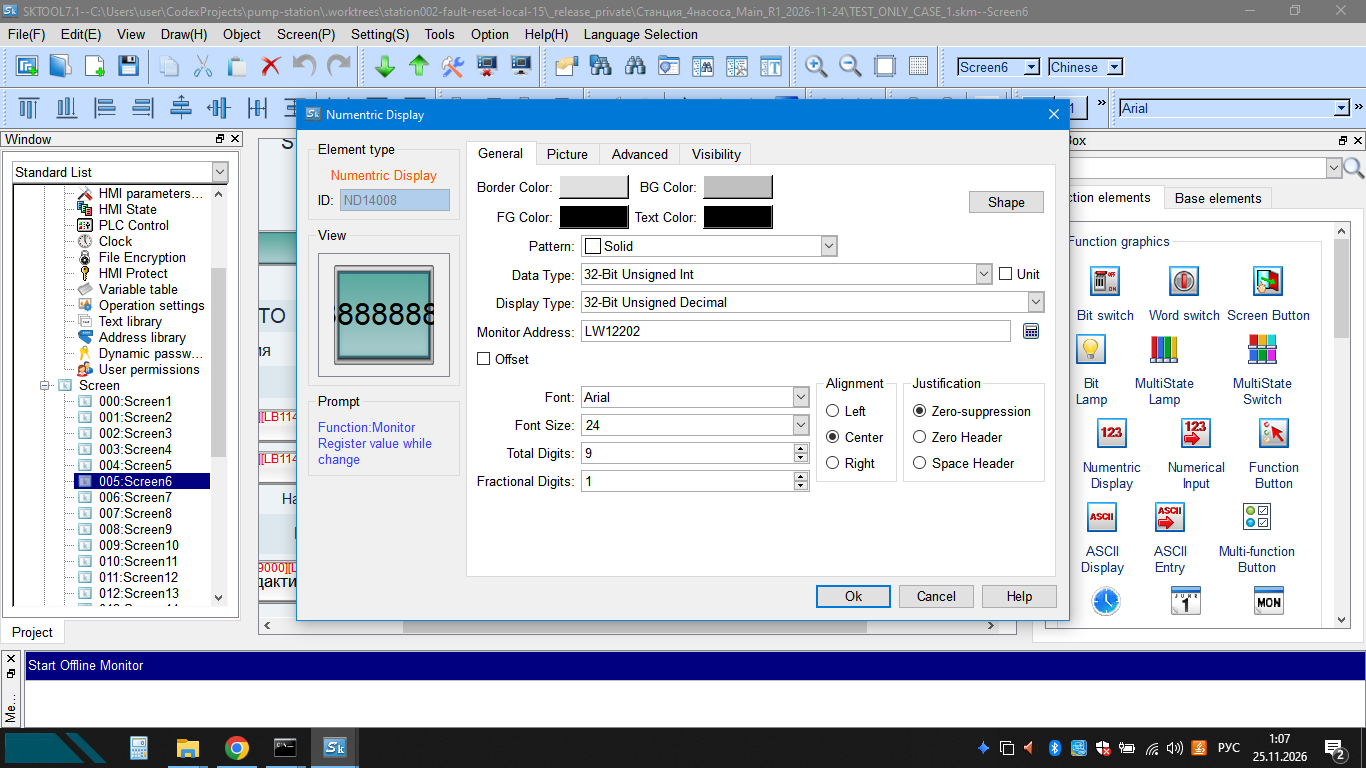 SKTOOL7.1--C:\Users\user\CodexProjects\pump-station\.worktrees\station002-fault-reset-local-15\_release_private\Станция_4насоса_Main_R1_2026-11-24\TEST_ONLY_CASE_1.skm--Screen6
File(F) Edit(E) View Draw(H) Object Screen(P) Setting(S) Tools Option Help(H) Language Selection
Screen6 Chinese
1 Arial
Window
Standard List
HMI parameters...
HMI State
PLC Control
Clock
File Encryption
HMI Protect
Variable table
Operation settings
Text library
Address library
Dynamic passw...
User permissions
Screen
000:Screen1
001:Screen2
002:Screen3
003:Screen4
004:Screen5
005:Screen6
006:Screen7
007:Screen8
008:Screen9
009:Screen10
010:Screen11
011:Screen12
012:Screen13
Project
Numentric Display
Element type
Numentric Display
ID: ND14008
View
8888888
Prompt
Function:Monitor
Register value while
change
General Picture Advanced Visibility
Border Color: BG Color:
Shape
FG Color: Text Color:
Pattern: Solid
Data Type: 32-Bit Unsigned Int Unit
Display Type: 32-Bit Unsigned Decimal
Monitor Address: LW12202
Offset
Font: Arial
Font Size: 24
Total Digits: 9
Fractional Digits: 1
Alignment
Left
Center
Right
Justification
Zero-suppression
Zero Header
Space Header
Ok Cancel Help
Base elements
Function graphics
Bit switch Word switch Screen Button
Bit Lamp
MultiState Lamp
MultiState Switch
Numentric Display
Numerical Input
Function Button
ASCII Display
ASCII Entry
Multi-function Button
Start Offline Monitor
Me...
РУС
1:07
25.11.2026
2